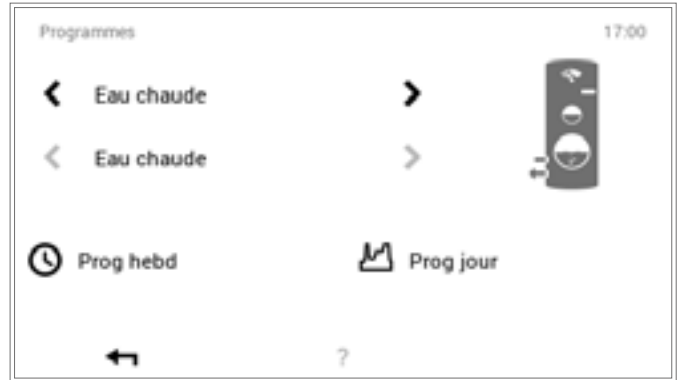 Programmes 17:00
Eau chaude
Eau chaude
Prog hebd Prog jour
?